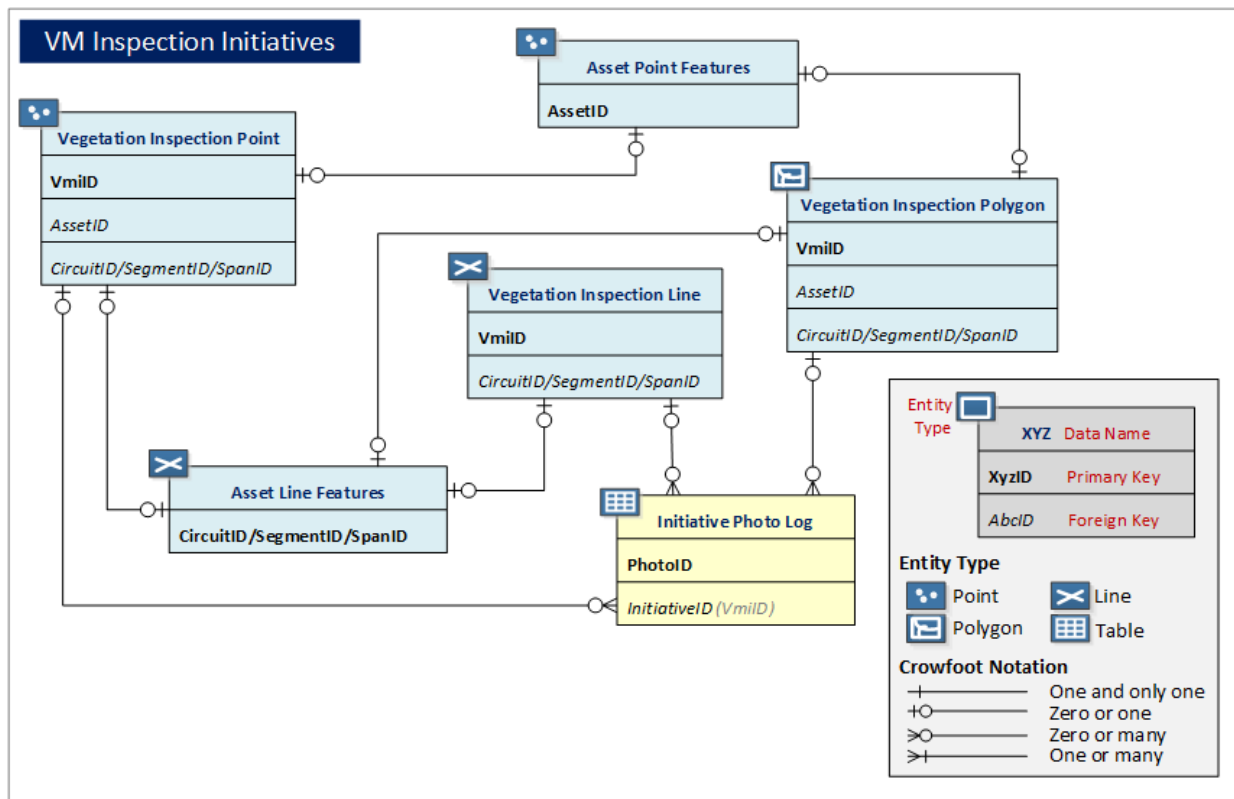 VM Inspection Initiatives
Asset Point Features
AssetID
Vegetation Inspection Point
VmiID
AssetID
CircuitID/SegmentID/SpanID
Vegetation Inspection Polygon
VmiID
AssetID
CircuitID/SegmentID/SpanID
Vegetation Inspection Line
VmiID
CircuitID/SegmentID/SpanID
Asset Line Features
CircuitID/SegmentID/SpanID
Initiative Photo Log
PhotoID
InitiativeID (VmiID)
Entity
Type
XYZ Data Name
XyzID Primary Key
AbcID Foreign Key
Entity Type
Point Line
Polygon Table
Crowfoot Notation
One and only one
Zero or one
Zero or many
One or many